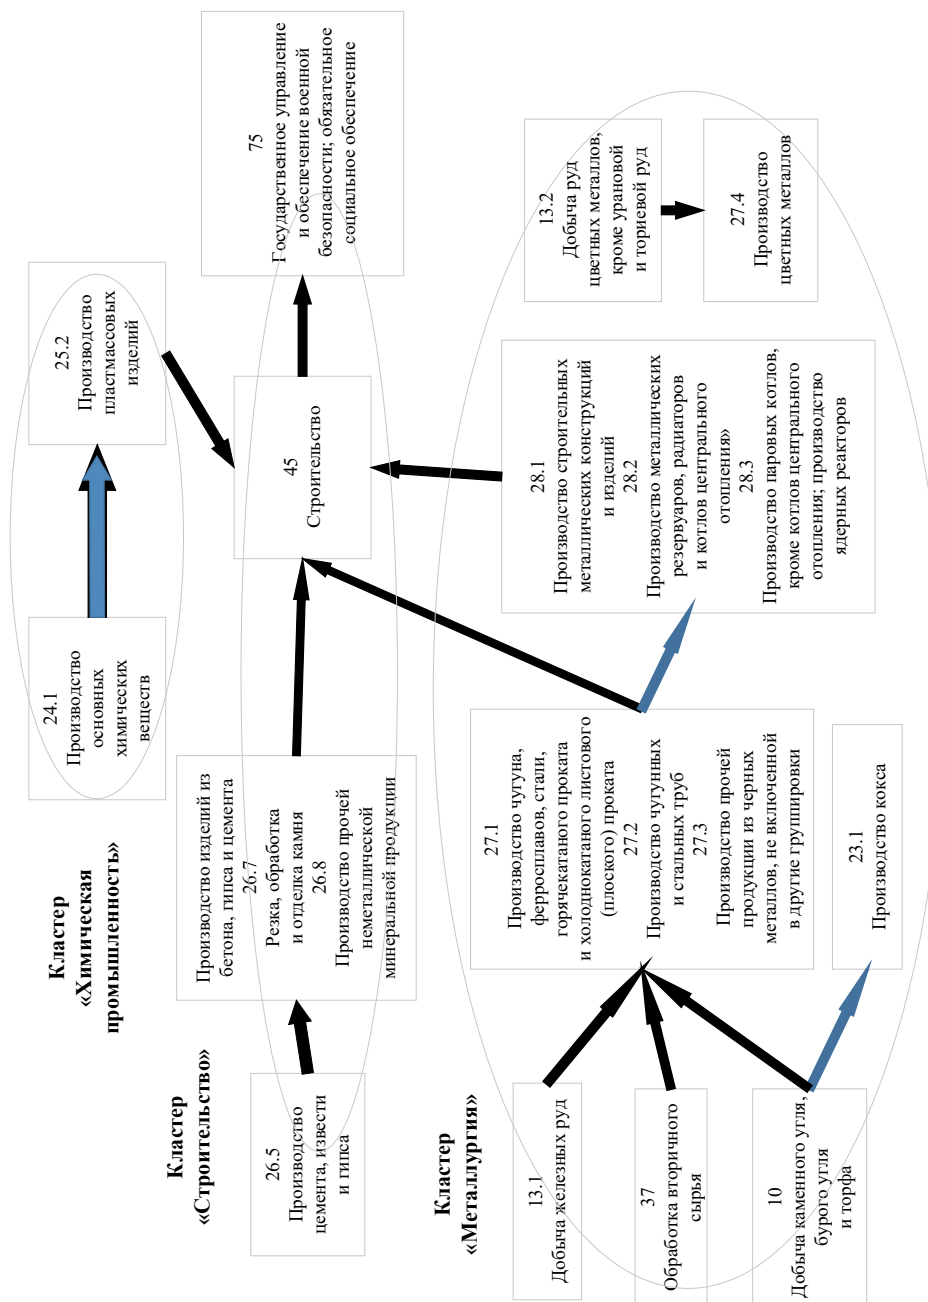 Кластер
«Химическая
промышленность»
24.1
Производство
основных
химических
веществ
25.2
Производство
пластмассовых
изделий
Кластер
«Строительство»
26.5
Производство
цемента, извести
и гипса
Производство изделий из
бетона, гипса и цемента
26.7
Резка, обработка
и отделка камня
26.8
Производство прочей
неметаллической
минеральной продукции
45
Строительство
75
Государственное управление
и обеспечение военной
безопасности; обязательное
социальное обеспечение
Кластер
«Металлургия»
13.1
Добыча железных руд
37
Обработка вторичного
сырья
10
Добыча каменного угля,
бурого угля
и торфа
27.1
Производство чугуна,
ферросплавов, стали,
горячекатаного проката
и холоднокатаного листового
(плоского) проката
27.2
Производство чугунных
и стальных труб
27.3
Производство прочей
продукции из черных
металлов, не включенной
в другие группировки
23.1
Производство кокса
28.1
Производство строительных
металлических конструкций
и изделий
28.2
Производство металлических
резервуаров, радиаторов
и котлов центрального
отопления»
28.3
Производство паровых котлов,
кроме котлов центрального
отопления; производство
ядерных реакторов
13.2
Добыча руд
цветных металлов,
кроме урановой
и ториевой руд
27.4
Производство
цветных металлов